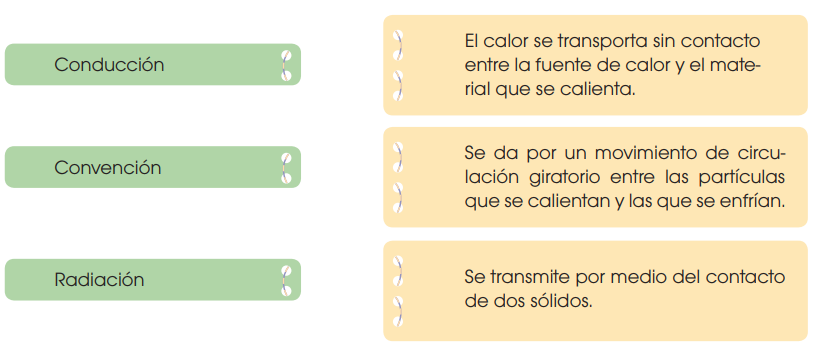 Conducción
El calor se transporta sin contacto
entre la fuente de calor y el mate-
rial que se calienta.
Convención
Se da por un movimiento de circu-
lación giratorio entre las partículas
que se calientan y las que se enfrían.
Radiación
Se transmite por medio del contacto
de dos sólidos.